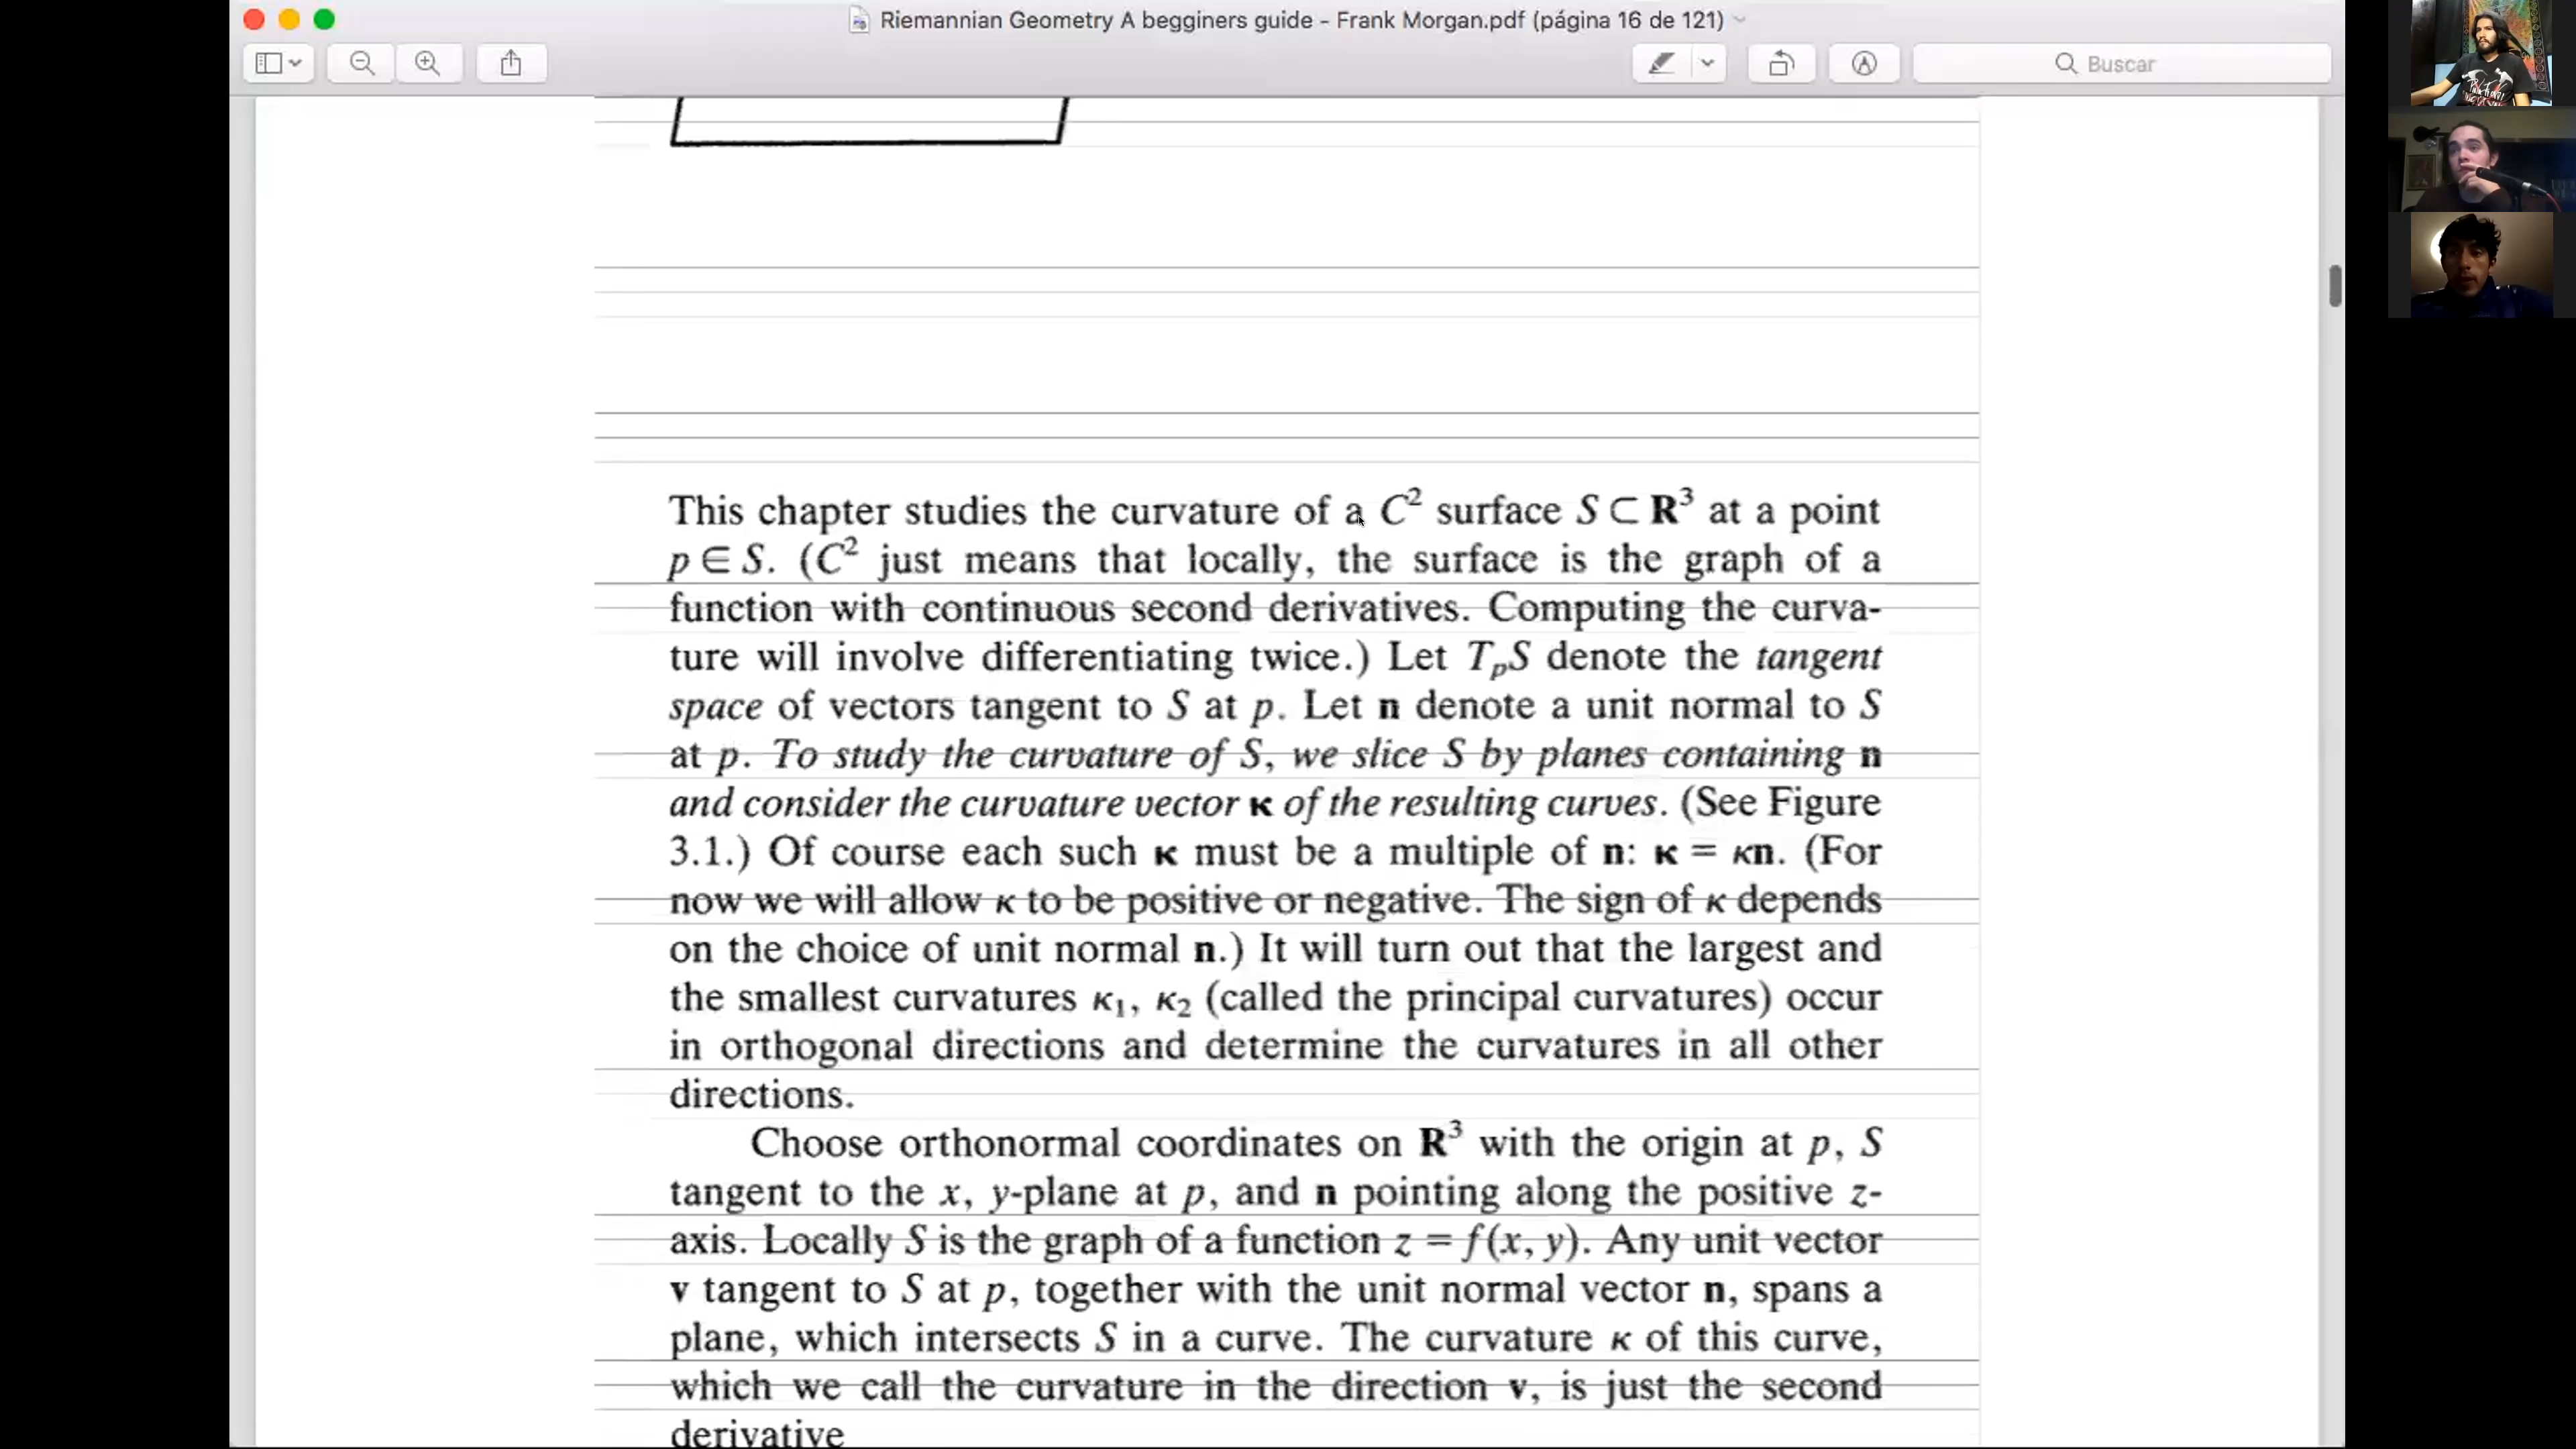 Riemannian Geometry A begginers guide - Frank Morgan.pdf (página 16 de 121)
Buscar
This chapter studies the curvature of a C² surface S ⊂ R³ at a point
p ∈ S. (C² just means that locally, the surface is the graph of a
function with continuous second derivatives. Computing the curva-
ture will involve differentiating twice.) Let TₚS denote the tangent
space of vectors tangent to S at p. Let n denote a unit normal to S
at p. To study the curvature of S, we slice S by planes containing n
and consider the curvature vector κ of the resulting curves. (See Figure
3.1.) Of course each such κ must be a multiple of n: κ = κn. (For
now we will allow κ to be positive or negative. The sign of κ depends
on the choice of unit normal n.) It will turn out that the largest and
the smallest curvatures κ₁, κ₂ (called the principal curvatures) occur
in orthogonal directions and determine the curvatures in all other
directions.
Choose orthonormal coordinates on R³ with the origin at p, S
tangent to the x, y-plane at p, and n pointing along the positive z-
axis. Locally S is the graph of a function z = f(x, y). Any unit vector
v tangent to S at p, together with the unit normal vector n, spans a
plane, which intersects S in a curve. The curvature κ of this curve,
which we call the curvature in the direction v, is just the second
derivative